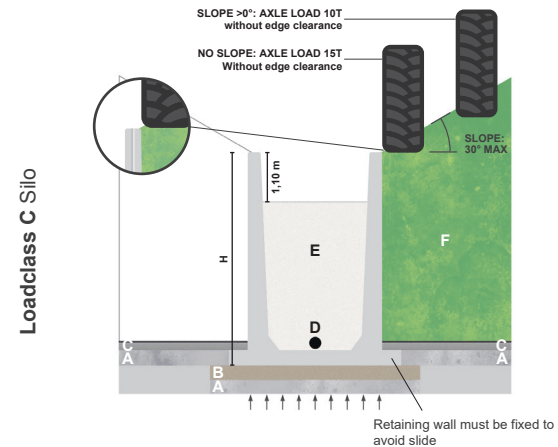 SLOPE >0°: AXLE LOAD 10T
without edge clearance
NO SLOPE: AXLE LOAD 15T
Without edge clearance
SLOPE:
30° MAX
1,10 m
Loadclass C Silo
H
E
F
D
C
A
C
A
B
A
Retaining wall must be fixed to
avoid slide